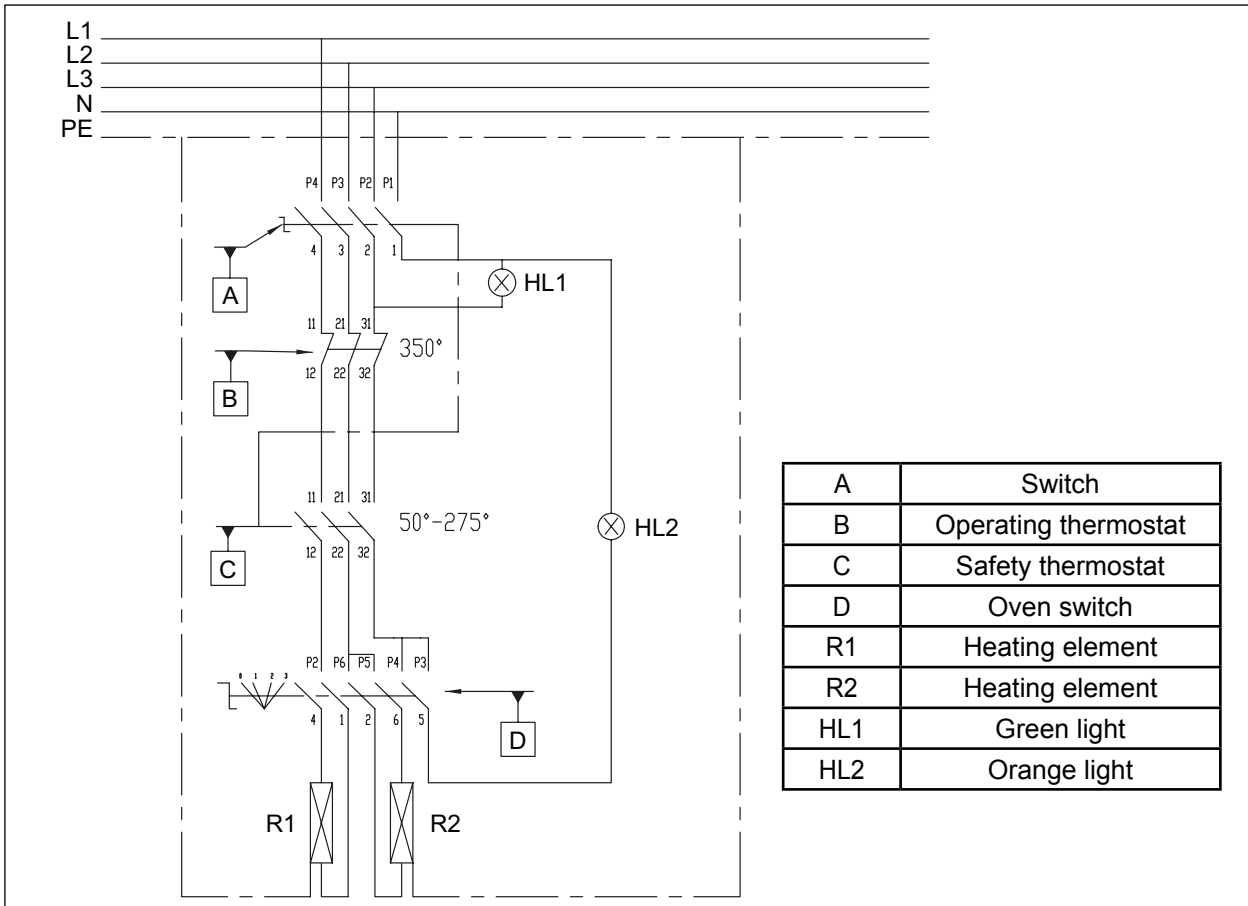 L1
L2
L3
N
PE
P4 P3 P2 P1
4 3 2 1
A
HL1
11 21 31
350°
12 22 32
B
11 21 31
50°-275°
HL2
12 22 32
C
P2 P6 P5 P4 P3
0 1 2 3
4 1 2 6 5
D
R1
R2
A Switch
B Operating thermostat
C Safety thermostat
D Oven switch
R1 Heating element
R2 Heating element
HL1 Green light
HL2 Orange light